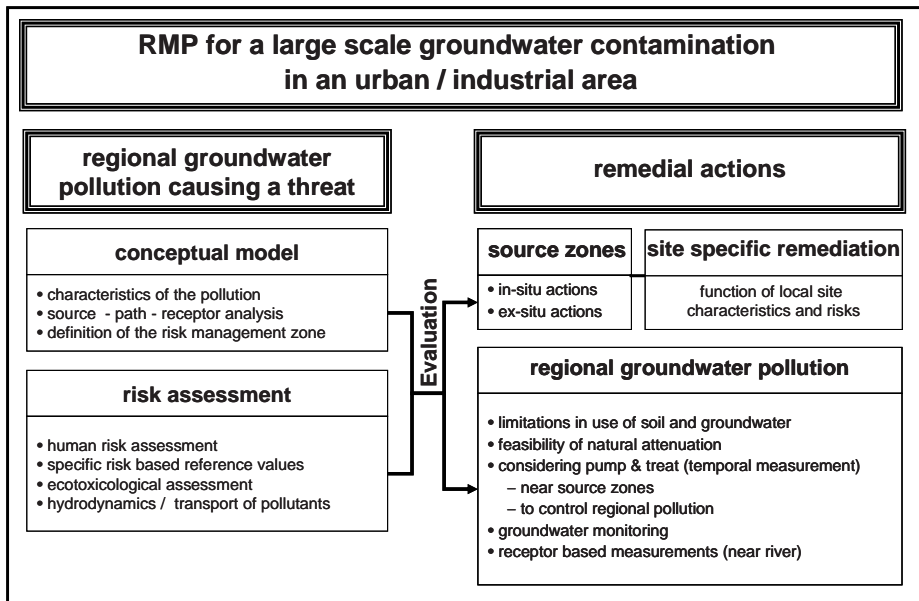 RMP for a large scale groundwater contamination
in an urban / industrial area
regional groundwater
pollution causing a threat
conceptual model
• characteristics of the pollution
• source - path - receptor analysis
• definition of the risk management zone
risk assessment
• human risk assessment
• specific risk based reference values
• ecotoxicological assessment
• hydrodynamics / transport of pollutants
Evaluation
remedial actions
source zones
• in-situ actions
• ex-situ actions
site specific remediation
function of local site
characteristics and risks
regional groundwater pollution
• limitations in use of soil and groundwater
• feasibility of natural attenuation
• considering pump & treat (temporal measurement)
– near source zones
– to control regional pollution
• groundwater monitoring
• receptor based measurements (near river)